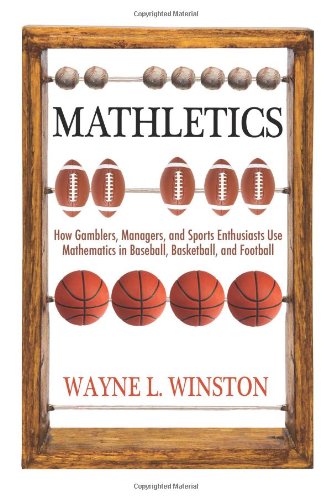 MATHLETICS
How Gamblers, Managers, and Sports Enthusiasts Use
Mathematics in Baseball, Basketball, and Football
WAYNE L. WINSTON